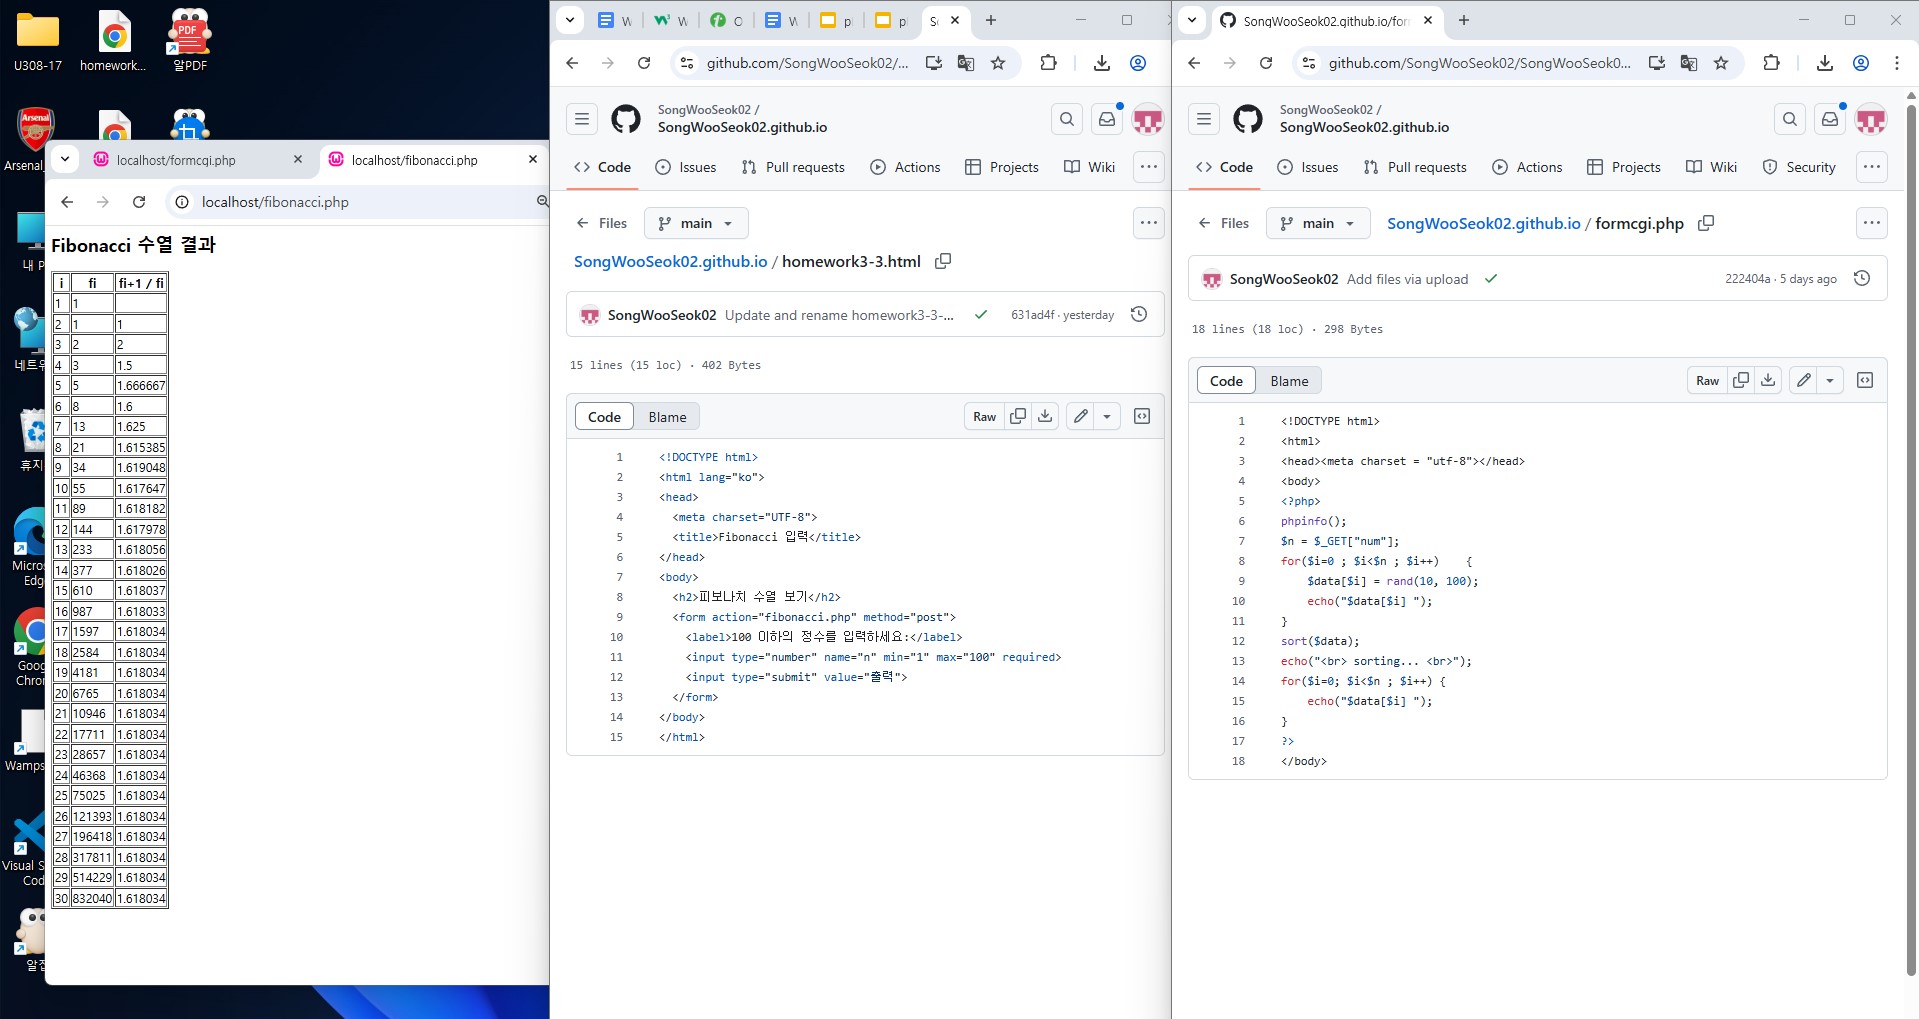 U308-17
homework...
알PDF
Arsenal
내 P
네트워
휴지
Micros
Edg
Goog
Chron
Wamps
Visual S
Cod
알집
localhost/formcgi.php
localhost/fibonacci.php
localhost/fibonacci.php
Fibonacci 수열 결과
i fi fi+1 / fi
1 1
2 1 1
3 2 2
4 3 1.5
5 5 1.666667
6 8 1.6
7 13 1.625
8 21 1.615385
9 34 1.619048
10 55 1.617647
11 89 1.618182
12 144 1.617978
13 233 1.618056
14 377 1.618026
15 610 1.618037
16 987 1.618033
17 1597 1.618034
18 2584 1.618034
19 4181 1.618034
20 6765 1.618034
21 10946 1.618034
22 17711 1.618034
23 28657 1.618034
24 46368 1.618034
25 75025 1.618034
26 121393 1.618034
27 196418 1.618034
28 317811 1.618034
29 514229 1.618034
30 832040 1.618034
github.com/SongWooSeok02/...
SongWooSeok02 /
SongWooSeok02.github.io
Code Issues Pull requests Actions Projects Wiki
Files main
SongWooSeok02.github.io / homework3-3.html
SongWooSeok02 Update and rename homework3-3-... 631ad4f · yesterday
15 lines (15 loc) · 402 Bytes
Code Blame Raw
1 <!DOCTYPE html>
2 <html lang="ko">
3 <head>
4 <meta charset="UTF-8">
5 <title>Fibonacci 입력</title>
6 </head>
7 <body>
8 <h2>피보나치 수열 보기</h2>
9 <form action="fibonacci.php" method="post">
10 <label>100 이하의 정수를 입력하세요:</label>
11 <input type="number" name="n" min="1" max="100" required>
12 <input type="submit" value="출력">
13 </form>
14 </body>
15 </html>
SongWooSeok02.github.io/for
github.com/SongWooSeok02/SongWooSeok0...
SongWooSeok02 /
SongWooSeok02.github.io
Code Issues Pull requests Actions Projects Wiki Security
Files main SongWooSeok02.github.io / formcgi.php
SongWooSeok02 Add files via upload 222404a · 5 days ago
18 lines (18 loc) · 298 Bytes
Code Blame Raw
1 <!DOCTYPE html>
2 <html>
3 <head><meta charset = "utf-8"></head>
4 <body>
5 <?php>
6 phpinfo();
7 $n = $_GET["num"];
8 for($i=0 ; $i<$n ; $i++) {
9 $data[$i] = rand(10, 100);
10 echo("$data[$i] ");
11 }
12 sort($data);
13 echo("<br> sorting... <br>");
14 for($i=0; $i<$n ; $i++) {
15 echo("$data[$i] ");
16 }
17 ?>
18 </body>